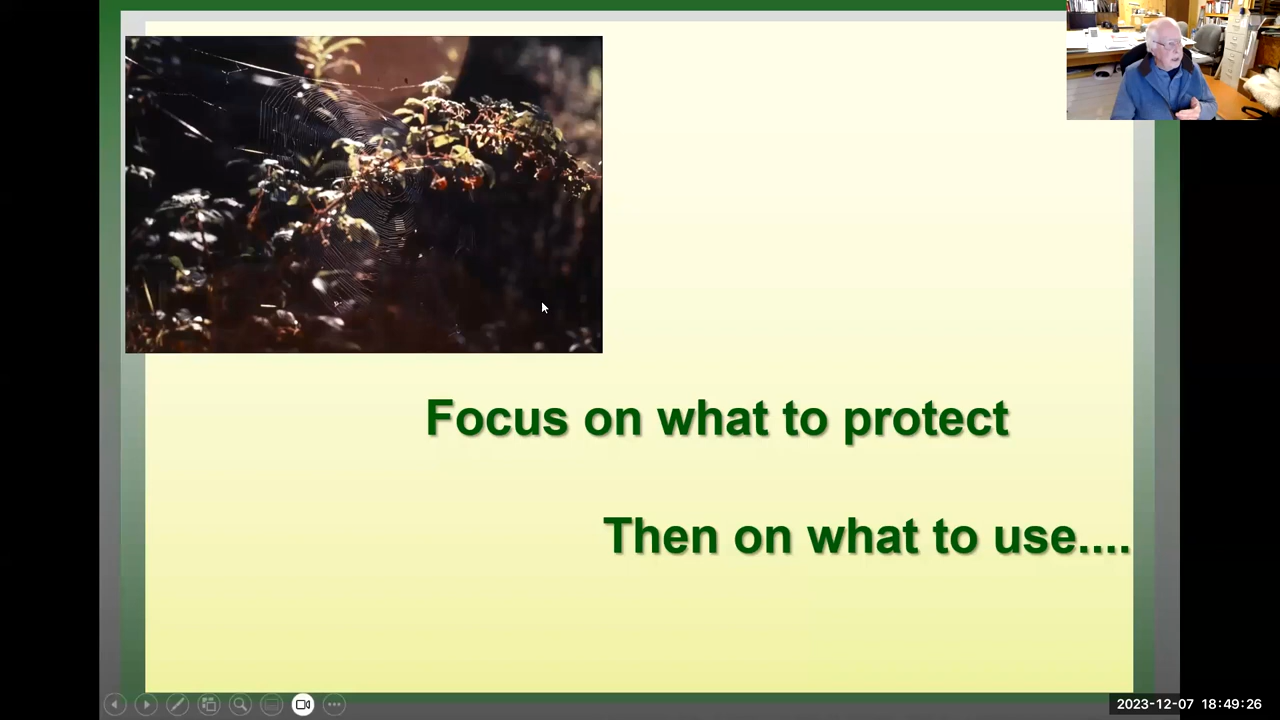 Focus on what to protect
Then on what to use....
2023-12-07 18:49:26